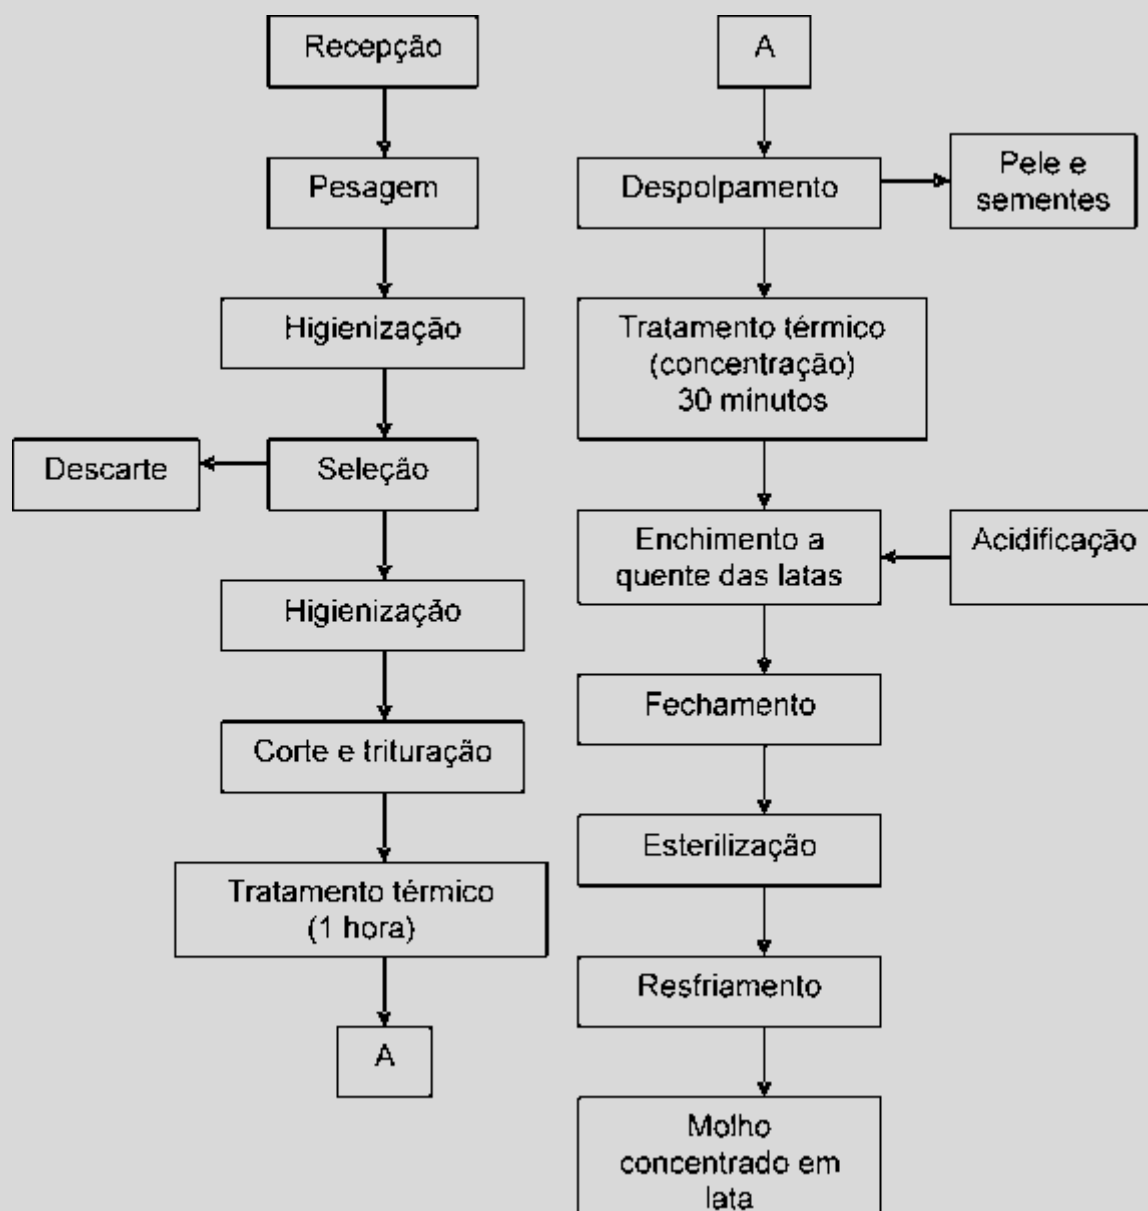 Recepção
Pesagem
Higienização
Descarte
Seleção
Higienização
Corte e trituração
Tratamento térmico
(1 hora)
A
A
Despolpamento
Pele e
sementes
Tratamento térmico
(concentração)
30 minutos
Enchimento a
quente das latas
Acidificação
Fechamento
Esterilização
Resfriamento
Molho
concentrado em
lata